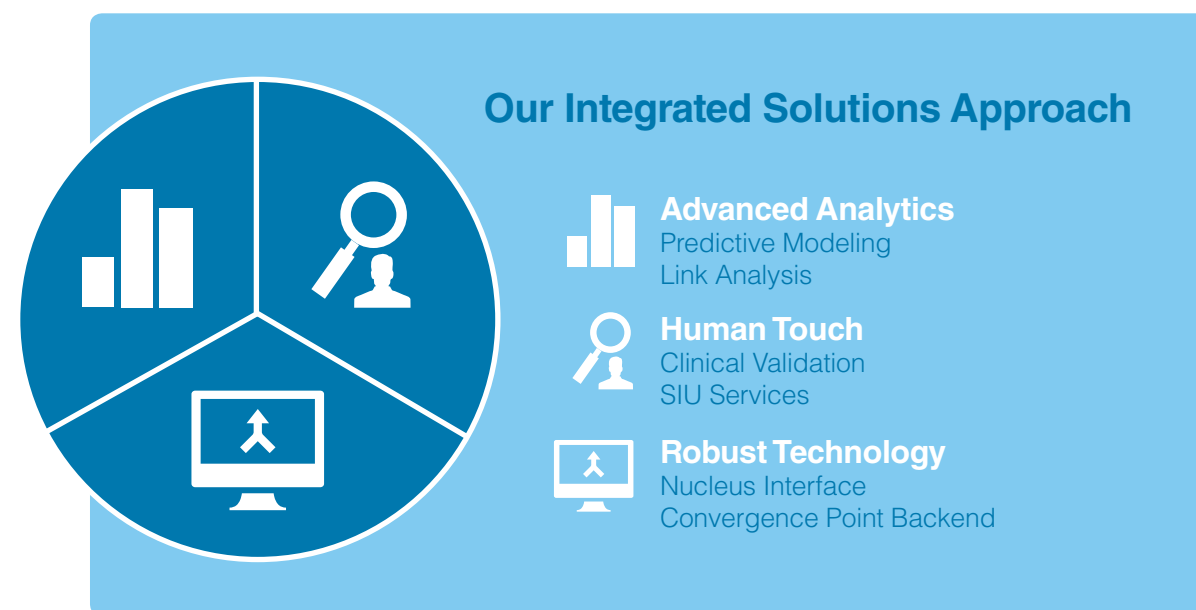 Our Integrated Solutions Approach
Advanced Analytics
Predictive Modeling
Link Analysis
Human Touch
Clinical Validation
SIU Services
Robust Technology
Nucleus Interface
Convergence Point Backend